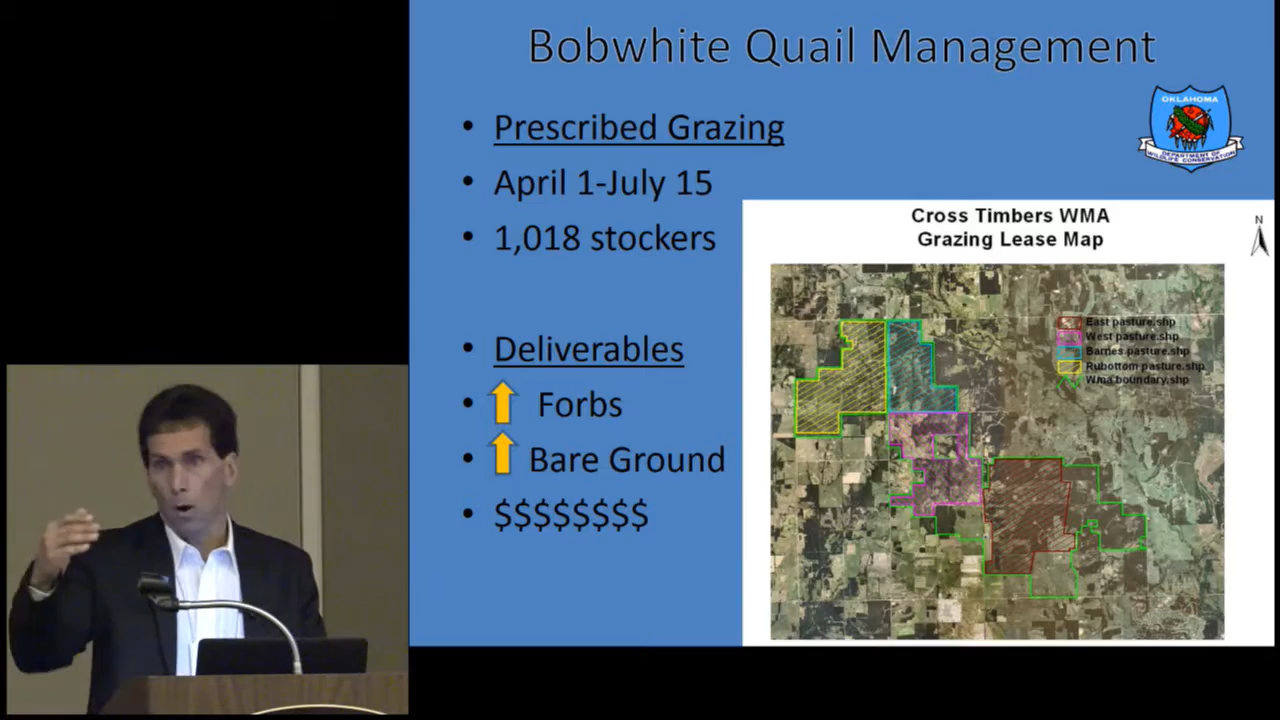 Bobwhite Quail Management
OKLAHOMA
DEPARTMENT OF
WILDLIFE CONSERVATION
• Prescribed Grazing
• April 1-July 15
• 1,018 stockers
• Deliverables
• Forbs
• Bare Ground
• $$$$$$$$
Cross Timbers WMA
Grazing Lease Map
N
East pasture.shp
West pasture.shp
Barnes pasture.shp
Rubottom pasture.shp
Wma boundary.shp